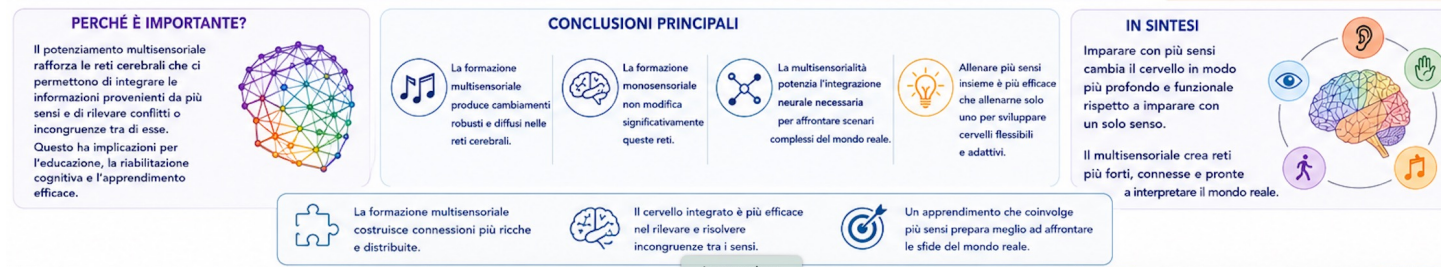 PERCHÉ È IMPORTANTE?
Il potenziamento multisensoriale
rafforza le reti cerebrali che ci
permettono di integrare le
informazioni provenienti da più
sensi e di rilevare conflitti o
incongruenze tra di esse.
Questo ha implicazioni per
l'educazione, la riabilitazione
cognitiva e l'apprendimento
efficace.
CONCLUSIONI PRINCIPALI
La formazione
multisensoriale
produce cambiamenti
robusti e diffusi nelle
reti cerebrali.
La formazione
monosensoriale
non modifica
significativamente
queste reti.
La multisensorialità
potenzia l'integrazione
neurale necessaria
per affrontare scenari
complessi del mondo reale.
Allenare più sensi
insieme è più efficace
che allenarne solo
uno per sviluppare
cervelli flessibili
e adattivi.
IN SINTESI
Imparare con più sensi
cambia il cervello in modo
più profondo e funzionale
rispetto a imparare con
un solo senso.
Il multisensoriale crea reti
più forti, connesse e pronte
a interpretare il mondo reale.
La formazione multisensoriale
costruisce connessioni più ricche
e distribuite.
Il cervello integrato è più efficace
nel rilevare e risolvere
incongruenze tra i sensi.
Un apprendimento che coinvolge
più sensi prepara meglio ad affrontare
le sfide del mondo reale.